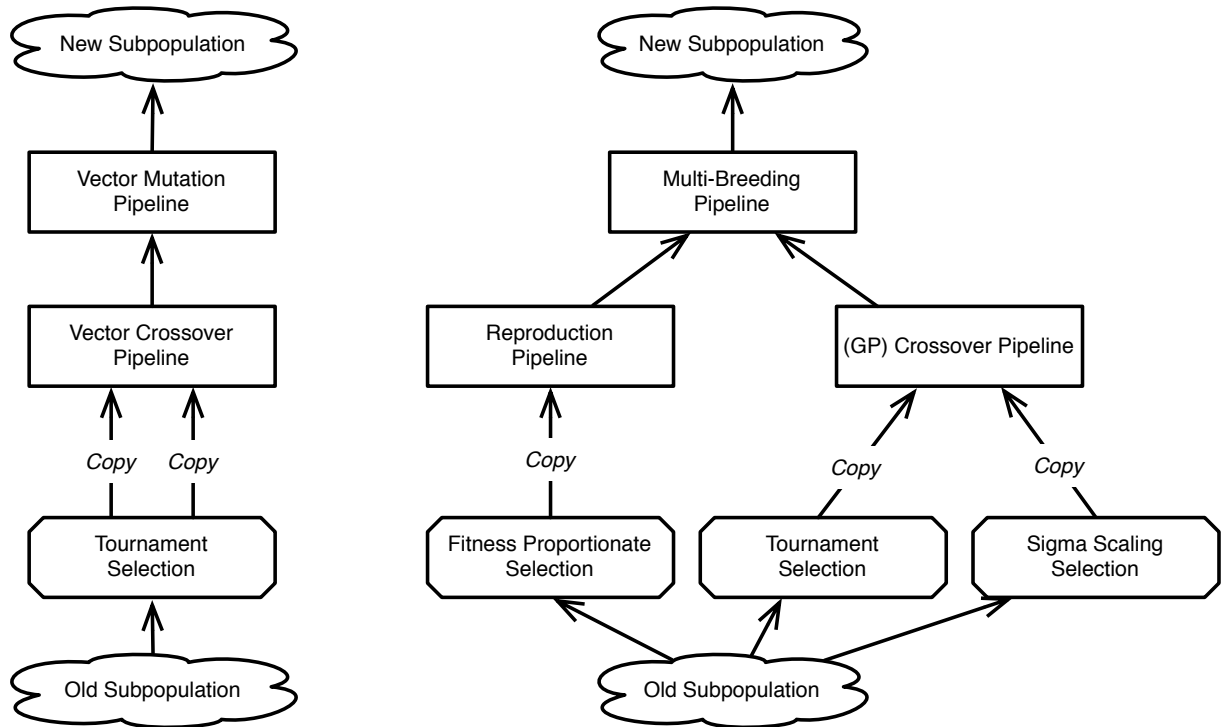 New Subpopulation
Vector Mutation
Pipeline
Vector Crossover
Pipeline
Copy
Copy
Tournament
Selection
Old Subpopulation
New Subpopulation
Multi-Breeding
Pipeline
Reproduction
Pipeline
(GP) Crossover Pipeline
Copy
Copy
Copy
Fitness Proportionate
Selection
Tournament
Selection
Sigma Scaling
Selection
Old Subpopulation